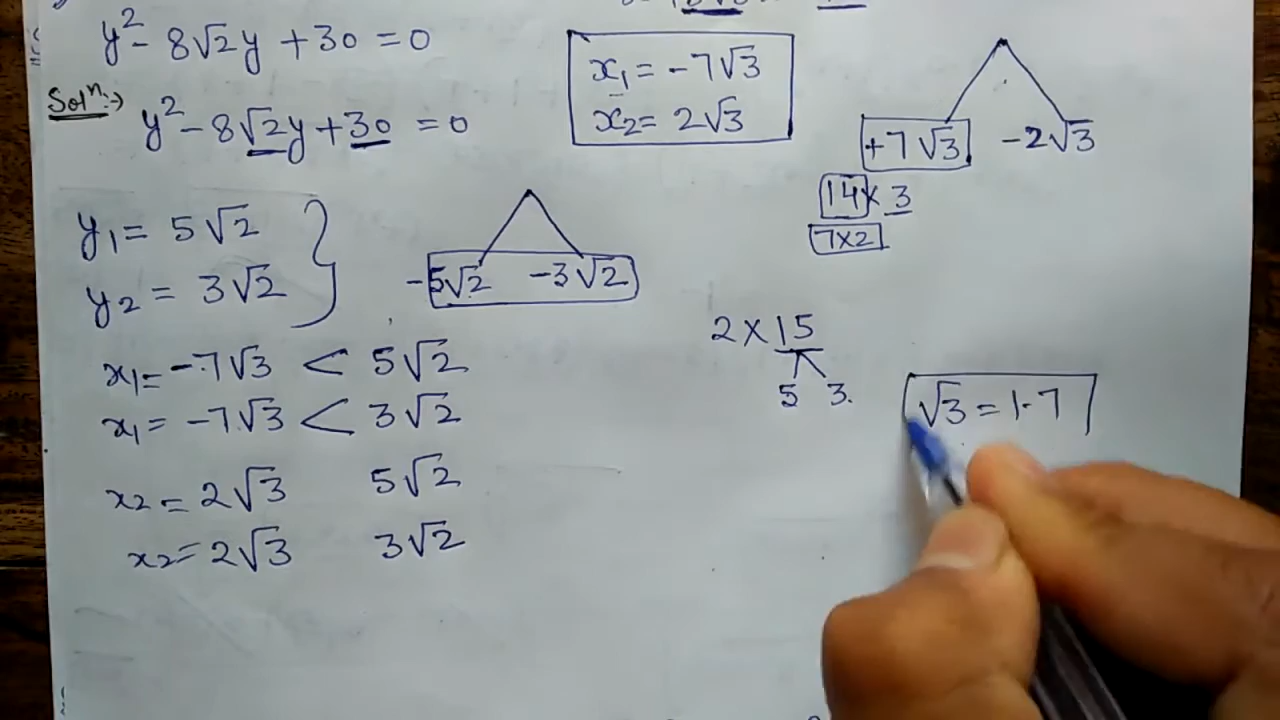 y² - 8√2y + 30 = 0
Solⁿ:→
y² - 8√2y + 30 = 0
y₁ = 5√2
y₂ = 3√2
-5√2 -3√2
x₁ = -7√3 < 5√2
x₁ = -7√3 < 3√2
x₂ = 2√3 5√2
x₂ = 2√3 3√2
x₁ = -7√3
x₂ = 2√3
+7√3 -2√3
14 × 3
7×2
2 × 15
5 3.
√3 = 1.7